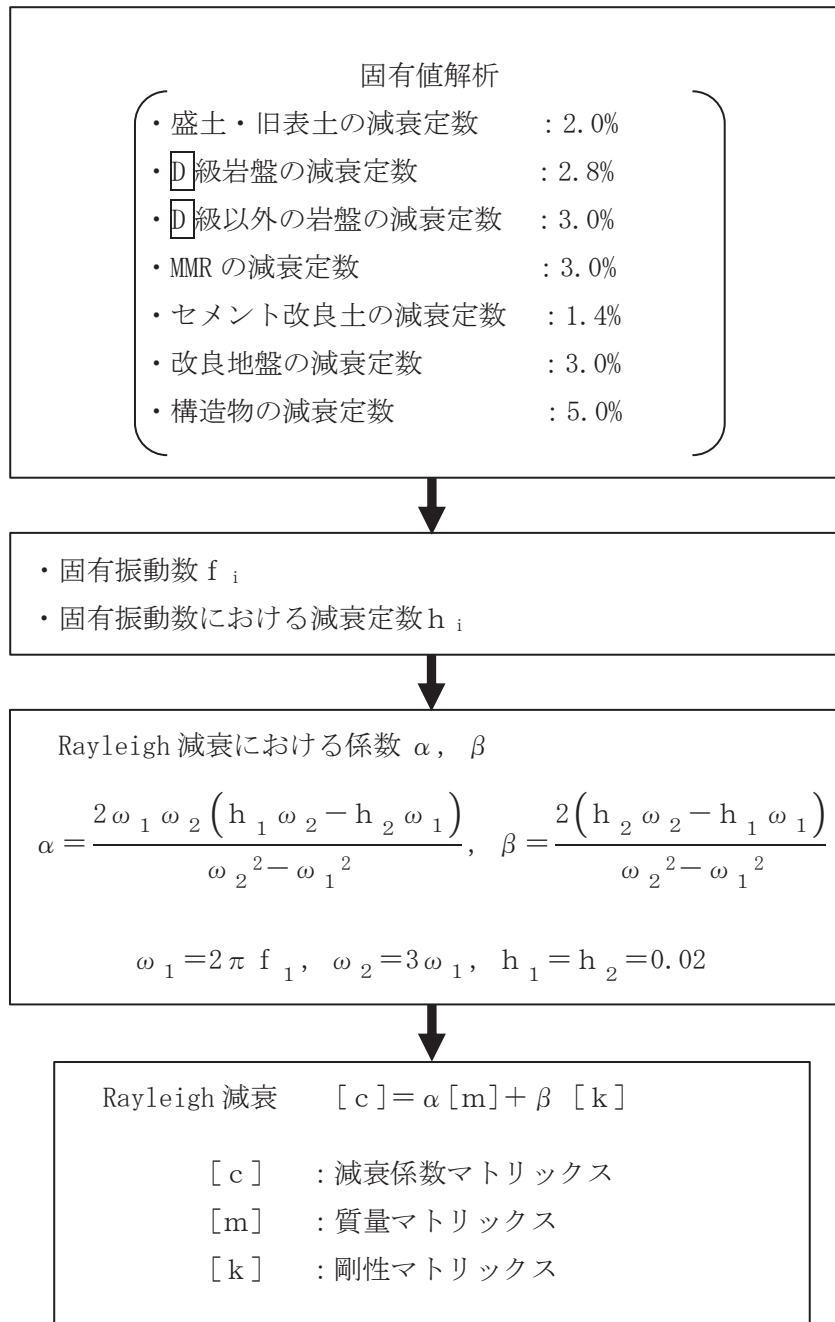 固有値解析
・盛土・旧表土の減衰定数 :2.0%
・D級岩盤の減衰定数 :2.8%
・D級以外の岩盤の減衰定数 :3.0%
・MMRの減衰定数 :3.0%
・セメント改良土の減衰定数 :1.4%
・改良地盤の減衰定数 :3.0%
・構造物の減衰定数 :5.0%
・固有振動数ｆi
・固有振動数における減衰定数ｈi
Rayleigh減衰における係数 α, β
α＝2ω1ω2(h1ω2−h2ω1)/(ω2²−ω1²), β＝2(h2ω2−h1ω1)/(ω2²−ω1²)
ω1＝2πf1, ω2＝3ω1, h1＝h2＝0.02
Rayleigh減衰 [c]＝α[m]＋β[k]
[c] :減衰係数マトリックス
[m] :質量マトリックス
[k] :剛性マトリックス